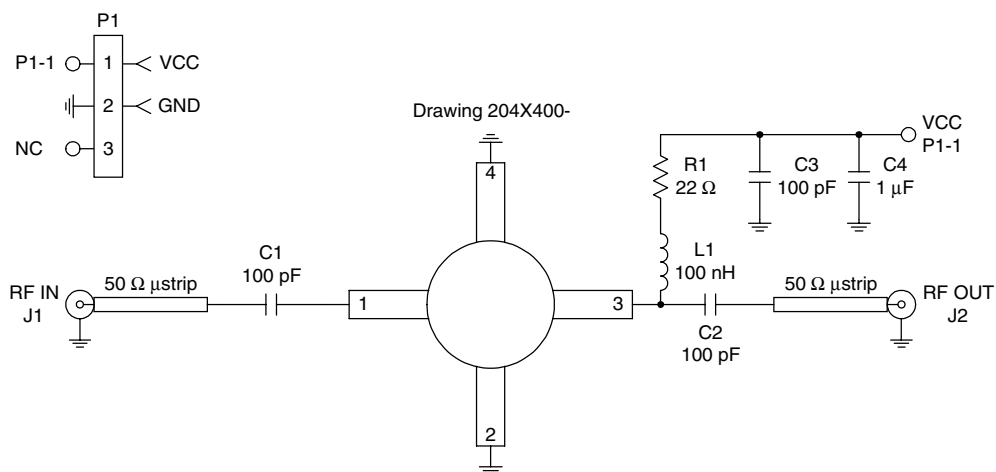 P1
P1-1
1
VCC
2
GND
NC
3
Drawing 204X400-
4
VCC
P1-1
R1
22 Ω
C3
100 pF
C4
1 μF
C1
100 pF
L1
100 nH
RF IN
J1
50 Ω μstrip
1
3
50 Ω μstrip
RF OUT
J2
C2
100 pF
2